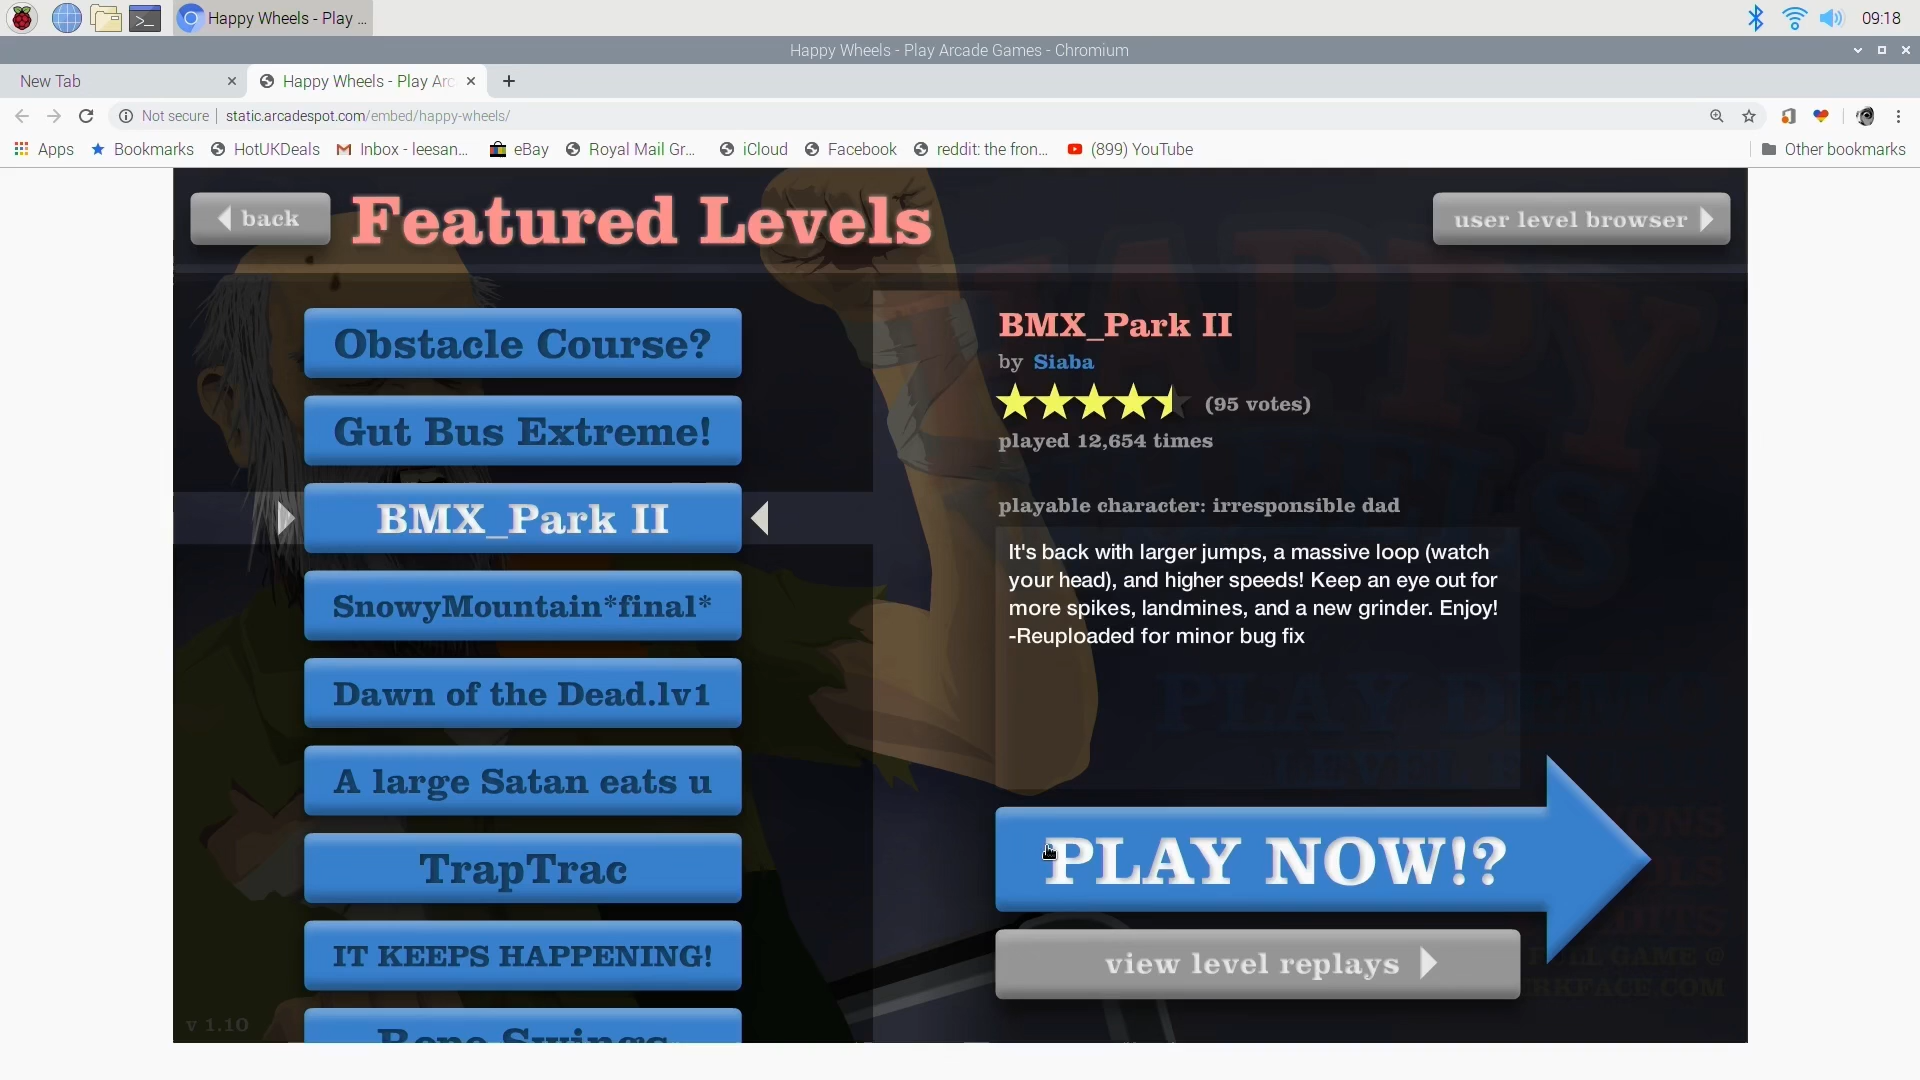 Happy Wheels - Play ...
09:18
Happy Wheels - Play Arcade Games - Chromium
New Tab
Happy Wheels - Play Arc
Not secure
static.arcadespot.com/embed/happy-wheels/
Apps
Bookmarks
HotUKDeals
Inbox - leesan...
eBay
Royal Mail Gr...
iCloud
Facebook
reddit: the fron...
(899) YouTube
Other bookmarks
back
Featured Levels
user level browser
Obstacle Course?
Gut Bus Extreme!
BMX_Park II
SnowyMountain*final*
Dawn of the Dead.lv1
A large Satan eats u
TrapTrac
IT KEEPS HAPPENING!
Rope Swings
v 1.10
BMX_Park II
by Siaba
(95 votes)
played 12,654 times
playable character: irresponsible dad
It's back with larger jumps, a massive loop (watch
your head), and higher speeds! Keep an eye out for
more spikes, landmines, and a new grinder. Enjoy!
-Reuploaded for minor bug fix
PLAY NOW!?
view level replays